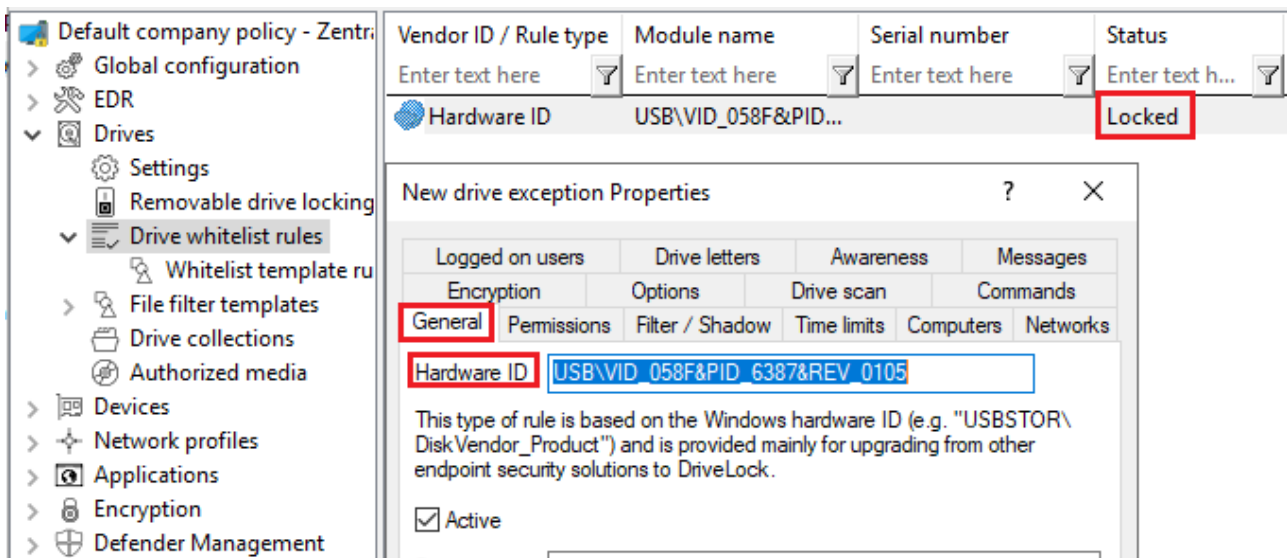 Default company policy - Zentra
Global configuration
EDR
Drives
Settings
Removable drive locking
Drive whitelist rules
Whitelist template ru
File filter templates
Drive collections
Authorized media
Devices
Network profiles
Applications
Encryption
Defender Management
Vendor ID / Rule type Module name Serial number Status
Enter text here Enter text here Enter text here Enter text h...
Hardware ID USB\VID_058F&PID... Locked
New drive exception Properties ? X
Logged on users Drive letters Awareness Messages
Encryption Options Drive scan Commands
General Permissions Filter / Shadow Time limits Computers Networks
Hardware ID USB\VID_058F&PID_6387&REV_0105
This type of rule is based on the Windows hardware ID (e.g. "USBSTOR\
DiskVendor_Product") and is provided mainly for upgrading from other
endpoint security solutions to DriveLock.
Active